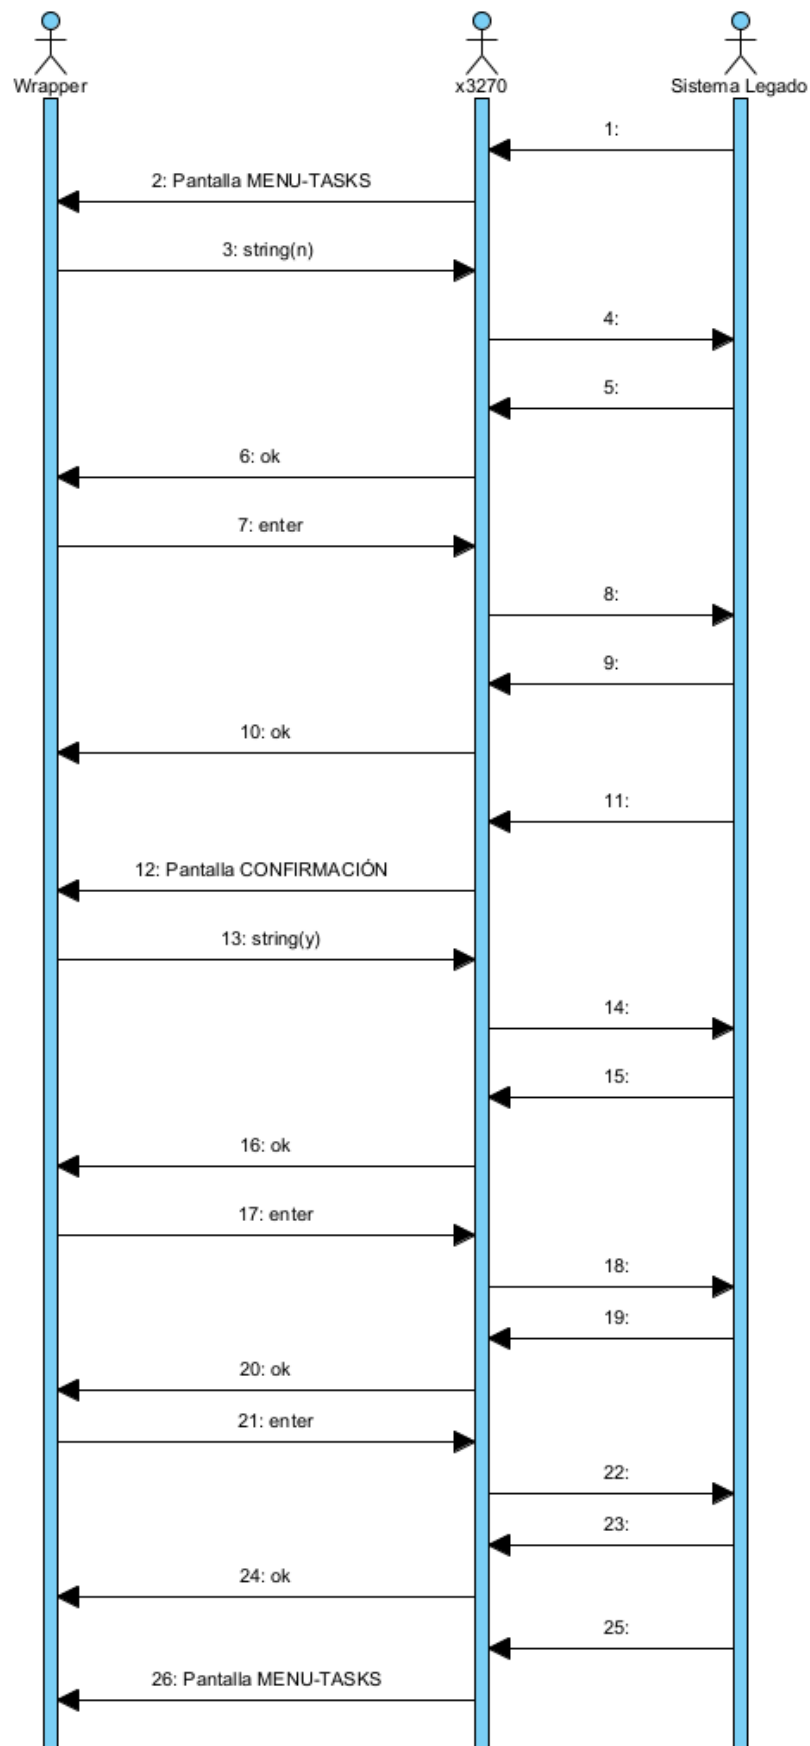 Wrapper
x3270
Sistema Legado
1:
2: Pantalla MENU-TASKS
3: string(n)
4:
5:
6: ok
7: enter
8:
9:
10: ok
11:
12: Pantalla CONFIRMACIÓN
13: string(y)
14:
15:
16: ok
17: enter
18:
19:
20: ok
21: enter
22:
23:
24: ok
25:
26: Pantalla MENU-TASKS